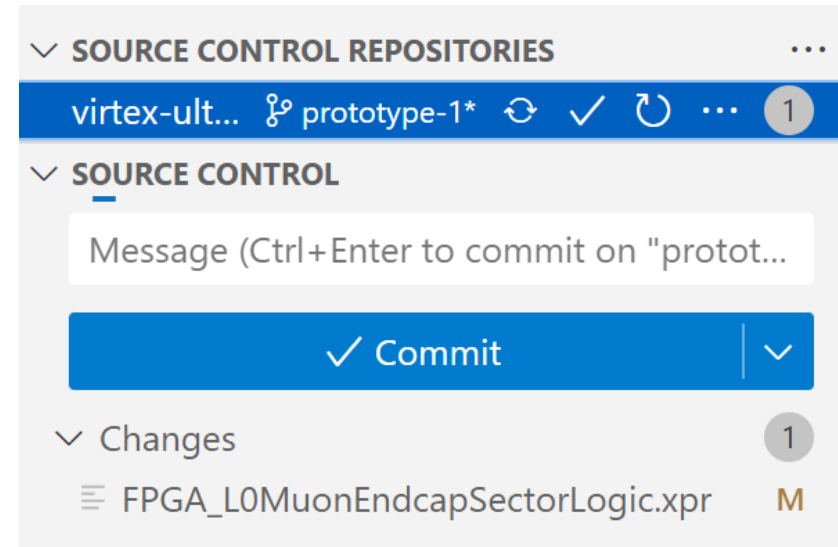 SOURCE CONTROL REPOSITORIES ...
virtex-ult... prototype-1* ... 1
SOURCE CONTROL
Message (Ctrl+Enter to commit on "protot...
Commit
Changes 1
FPGA_L0MuonEndcapSectorLogic.xpr M